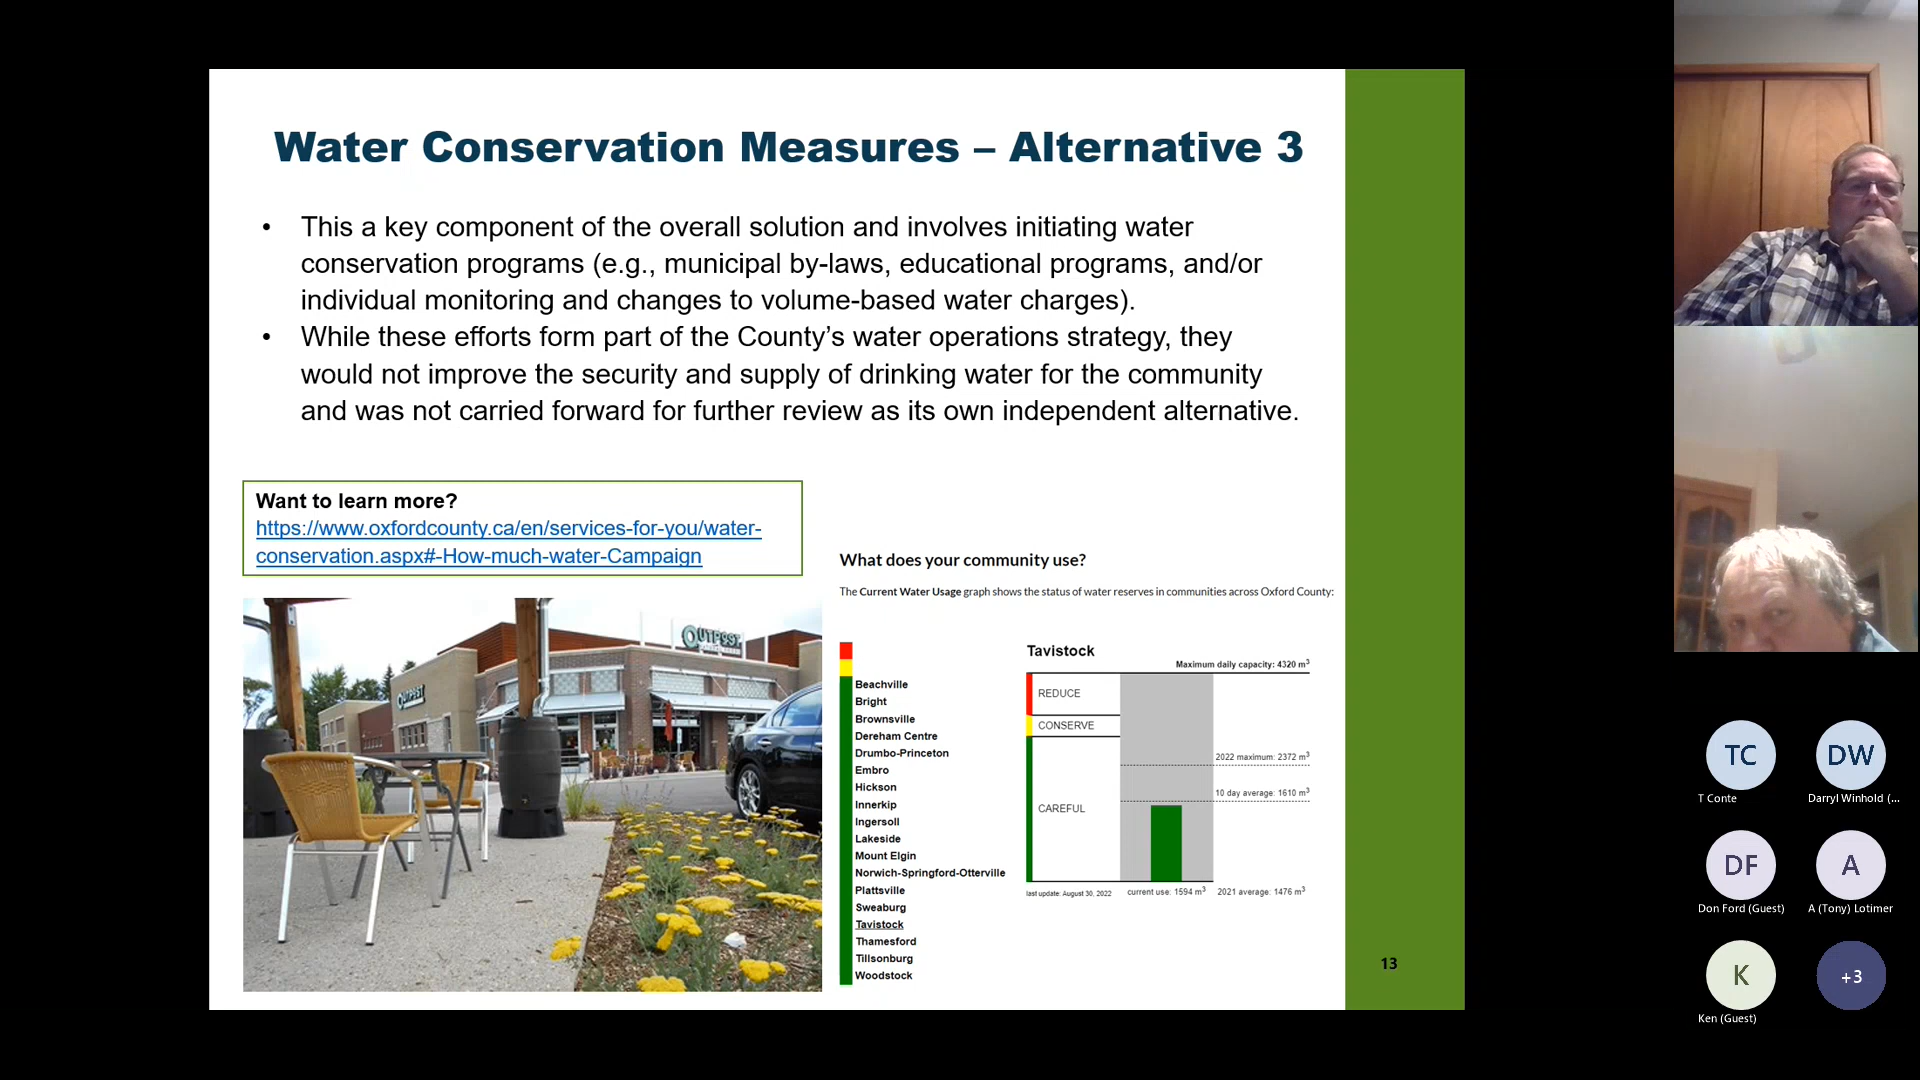 Water Conservation Measures – Alternative 3
• This a key component of the overall solution and involves initiating water
conservation programs (e.g., municipal by-laws, educational programs, and/or
individual monitoring and changes to volume-based water charges).
• While these efforts form part of the County’s water operations strategy, they
would not improve the security and supply of drinking water for the community
and was not carried forward for further review as its own independent alternative.
Want to learn more?
https://www.oxfordcounty.ca/en/services-for-you/water-
conservation.aspx#-How-much-water-Campaign
OUTPOST
OUTPOST
What does your community use?
The Current Water Usage graph shows the status of water reserves in communities across Oxford County:
Beachville
Bright
Brownsville
Dereham Centre
Drumbo-Princeton
Embro
Hickson
Innerkip
Ingersoll
Lakeside
Mount Elgin
Norwich-Springford-Otterville
Plattsville
Sweaburg
Tavistock
Thamesford
Tillsonburg
Woodstock
Tavistock
Maximum daily capacity: 4320 m³
REDUCE
CONSERVE
2022 maximum: 2372 m³
10 day average: 1610 m³
CAREFUL
last update: August 30, 2022
current use: 1594 m³
2021 average: 1476 m³
13
TC
T Conte
DW
Darryl Winhold (...
DF
Don Ford (Guest)
A
A (Tony) Lotimer
K
Ken (Guest)
+3